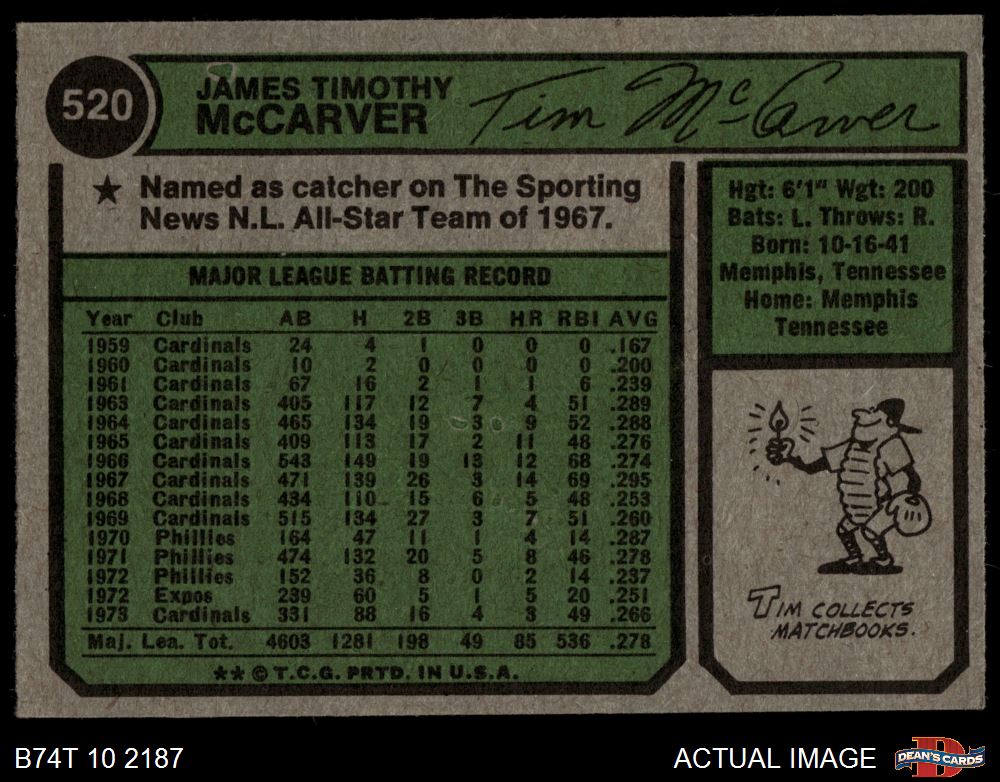 520
JAMES TIMOTHY
McCARVER
Tim McCarver
★ Named as catcher on The Sporting
News N.L. All-Star Team of 1967.
MAJOR LEAGUE BATTING RECORD
Year Club AB H 2B 3B HR RBI AVG
1959 Cardinals 24 4 1 0 0 0 .167
1960 Cardinals 10 2 0 0 0 0 .200
1961 Cardinals 67 16 2 1 1 6 .239
1963 Cardinals 405 117 12 7 4 51 .289
1964 Cardinals 465 134 19 3 9 52 .288
1965 Cardinals 409 113 17 2 11 48 .276
1966 Cardinals 543 149 19 13 12 68 .274
1967 Cardinals 471 139 26 3 14 69 .295
1968 Cardinals 434 110 15 6 5 48 .253
1969 Cardinals 515 134 27 3 7 51 .260
1970 Phillies 164 47 11 1 4 14 .287
1971 Phillies 474 132 20 5 8 46 .278
1972 Phillies 152 36 8 0 2 14 .237
1972 Expos 239 60 5 1 5 20 .251
1973 Cardinals 331 88 16 4 3 49 .266
Maj. Lea. Tot. 4603 1281 198 49 85 536 .278
★★ © T.C.G. PRTD. IN U.S.A.
Hgt: 6'1" Wgt: 200
Bats: L. Throws: R.
Born: 10-16-41
Memphis, Tennessee
Home: Memphis
Tennessee
TIM COLLECTS
MATCHBOOKS.
B74T 10 2187
ACTUAL IMAGE
D
DEAN'S CARDS